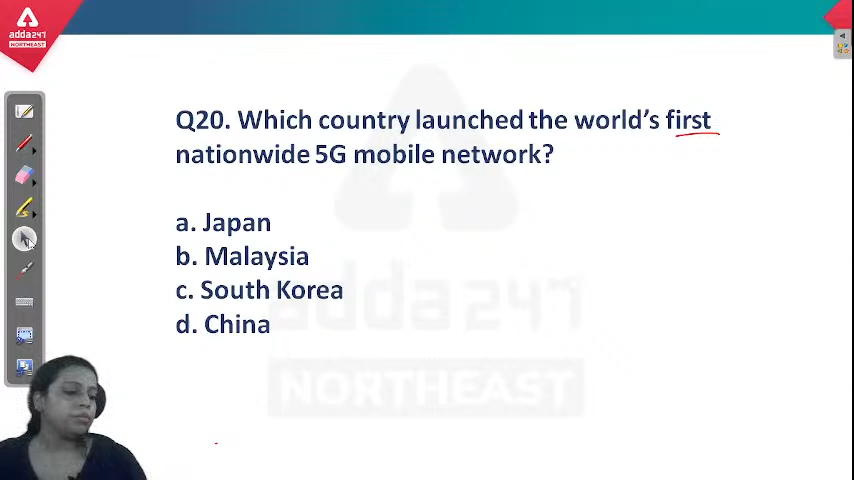 adda247
NORTHEAST
Q20. Which country launched the world's first
nationwide 5G mobile network?
a. Japan
b. Malaysia
c. South Korea
d. China
adda247
NORTHEAST